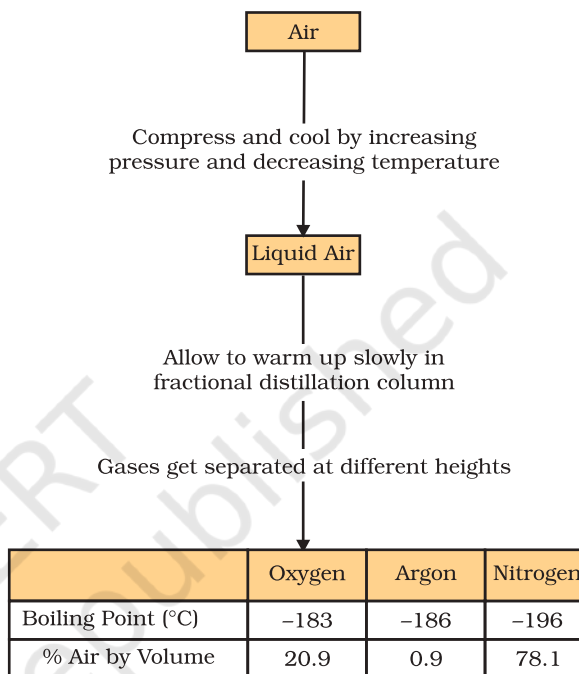 Air
Compress and cool by increasing
pressure and decreasing temperature
Liquid Air
Allow to warm up slowly in
fractional distillation column
Gases get separated at different heights
Oxygen Argon Nitrogen
Boiling Point (°C) –183 –186 –196
% Air by Volume 20.9 0.9 78.1